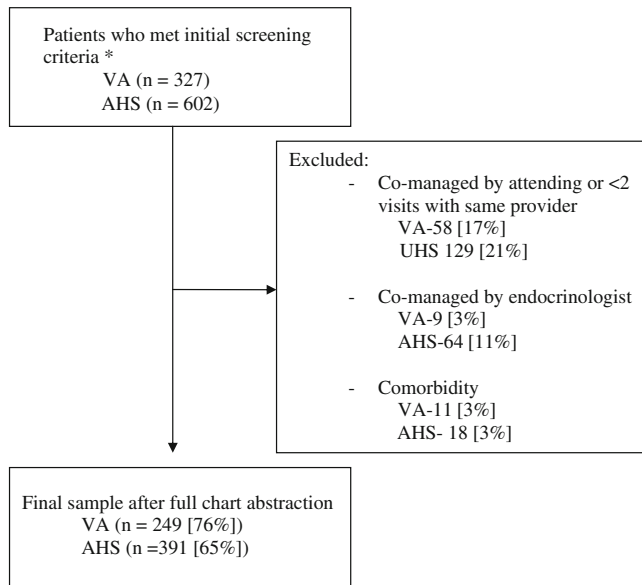 Patients who met initial screening
criteria *
VA (n = 327)
AHS (n = 602)
Excluded:
- Co-managed by attending or <2
visits with same provider
VA-58 [17%]
UHS 129 [21%]
- Co-managed by endocrinologist
VA-9 [3%]
AHS-64 [11%]
- Comorbidity
VA-11 [3%]
AHS- 18 [3%]
Final sample after full chart abstraction
VA (n = 249 [76%])
AHS (n =391 [65%])